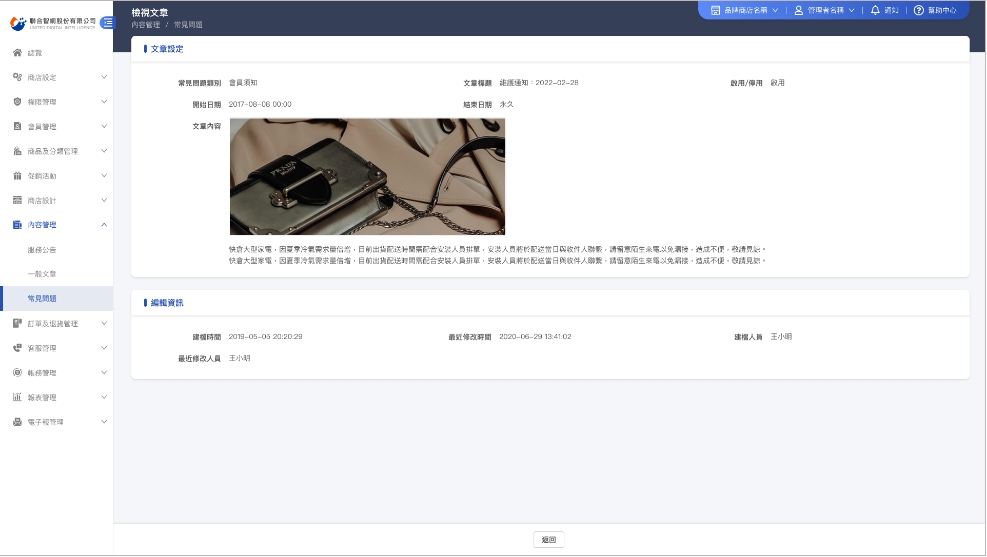 聯合智網股份有限公司
UNITED DIGITAL INTELLIGENCE
檢視文章
內容管理 / 常見問題
品牌商店名稱
管理者名稱
通知
幫助中心
總覽
商店設定
權限管理
會員管理
商品及分類管理
促銷活動
商店設計
內容管理
服務公告
一般文章
常見問題
訂單及退貨管理
客服管理
帳務管理
報表管理
電子報管理
文章設定
常見問題類別 會員須知
文章標題 維護通知：2022-02-28
啟用/停用 啟用
開始日期 2017-08-08 00:00
結束日期 永久
文章內容
PRADA
MILANO
快倉大型家電，因夏季冷氣需求量倍增，目前出貨配送時間需配合安裝人員排單，安裝人員將於配送當日與收件人聯繫，請留意陌生來電以免漏接，造成不便，敬請見諒。
快倉大型家電，因夏季冷氣需求量倍增，目前出貨配送時間需配合安裝人員排單，安裝人員將於配送當日與收件人聯繫，請留意陌生來電以免漏接，造成不便，敬請見諒。
編輯資訊
建檔時間 2019-05-05 20:20:29
最近修改時間 2020-06-29 13:41:02
建檔人員 王小明
最近修改人員 王小明
返回